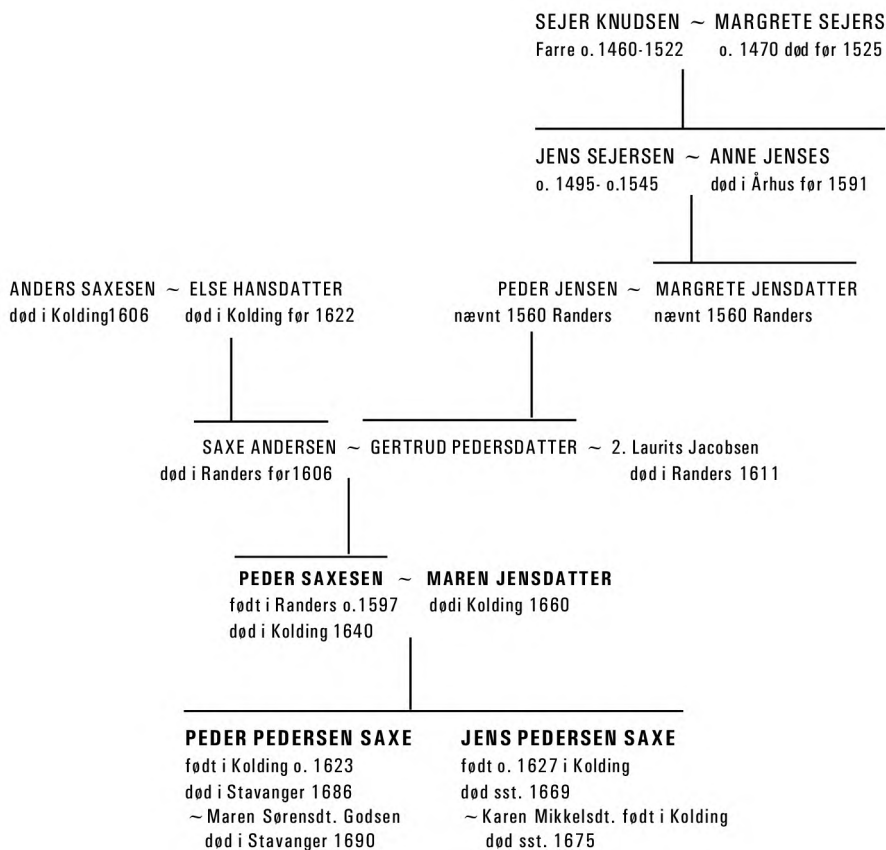 SEJER KNUDSEN ~ MARGRETE SEJERS
Farre o. 1460-1522 o. 1470 død før 1525
JENS SEJERSEN ~ ANNE JENSES
o. 1495- o.1545 død i Århus før 1591
ANDERS SAXESEN ~ ELSE HANSDATTER PEDER JENSEN ~ MARGRETE JENSDATTER
død i Kolding1606 død i Kolding før 1622 nævnt 1560 Randers nævnt 1560 Randers
SAXE ANDERSEN ~ GERTRUD PEDERSDATTER ~ 2. Laurits Jacobsen
død i Randers før1606 død i Randers 1611
PEDER SAXESEN ~ MAREN JENSDATTER
født i Randers o.1597 dødi Kolding 1660
død i Kolding 1640
PEDER PEDERSEN SAXE JENS PEDERSEN SAXE
født i Kolding o. 1623 født o. 1627 i Kolding
død i Stavanger 1686 død sst. 1669
~ Maren Sørensdt. Godsen ~ Karen Mikkelsdt. født i Kolding
død i Stavanger 1690 død sst. 1675